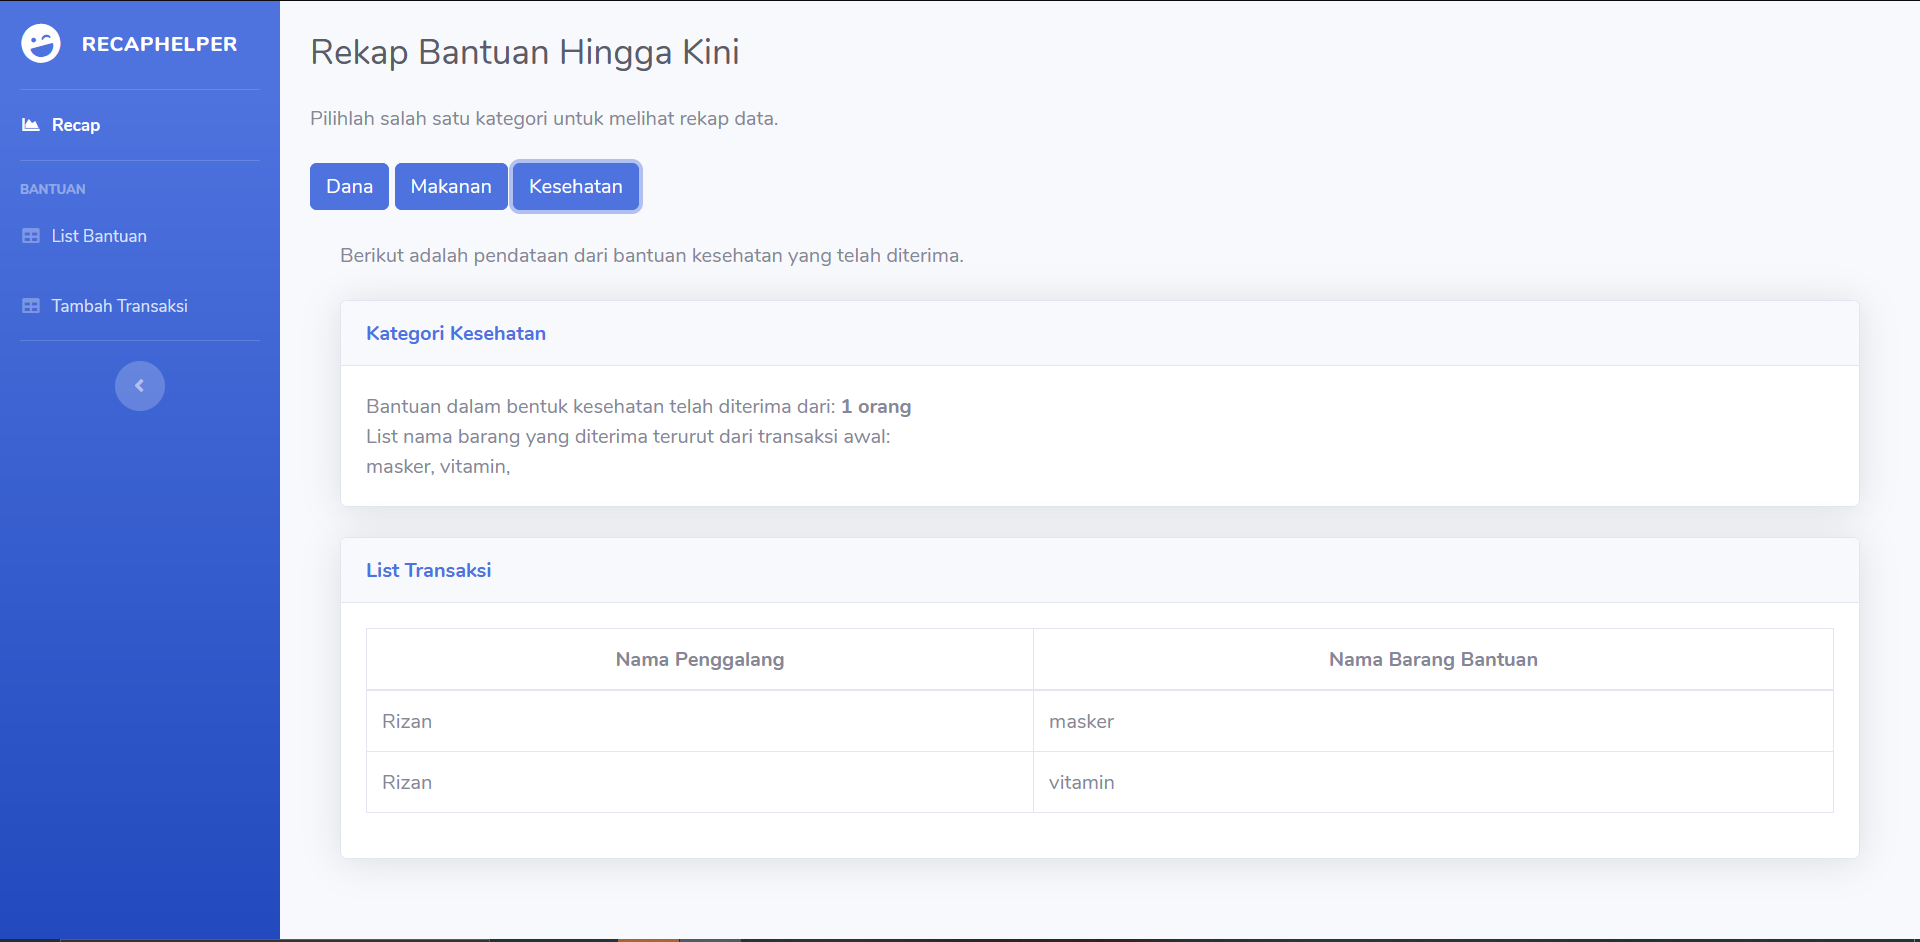 RECAPHELPER
Recap
BANTUAN
List Bantuan
Tambah Transaksi
Rekap Bantuan Hingga Kini
Pilihlah salah satu kategori untuk melihat rekap data.
Dana Makanan Kesehatan
Berikut adalah pendataan dari bantuan kesehatan yang telah diterima.
Kategori Kesehatan
Bantuan dalam bentuk kesehatan telah diterima dari: 1 orang
List nama barang yang diterima terurut dari transaksi awal:
masker, vitamin,
List Transaksi
Nama Penggalang Nama Barang Bantuan
Rizan masker
Rizan vitamin